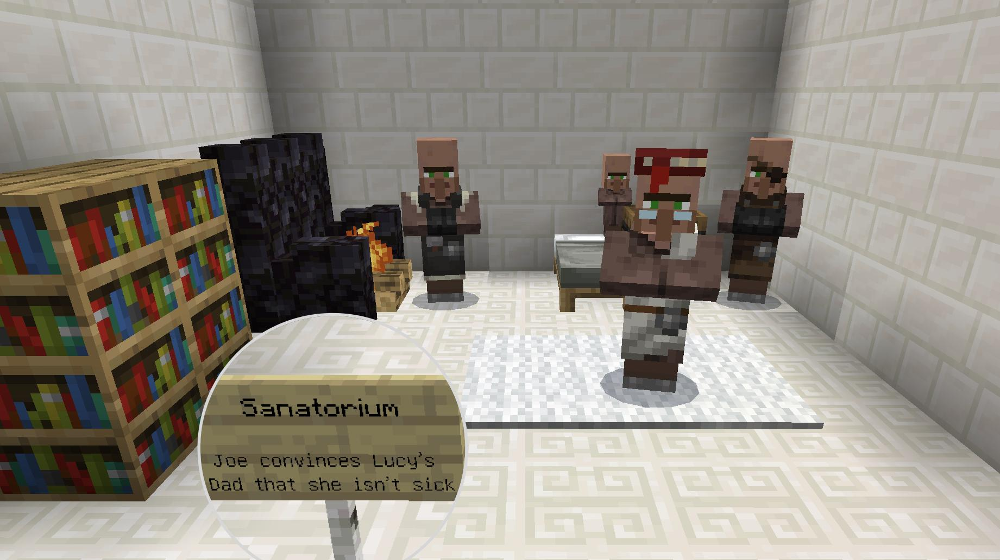 Sanatorium
Joe convinces Lucy's
Dad that she isn't sick